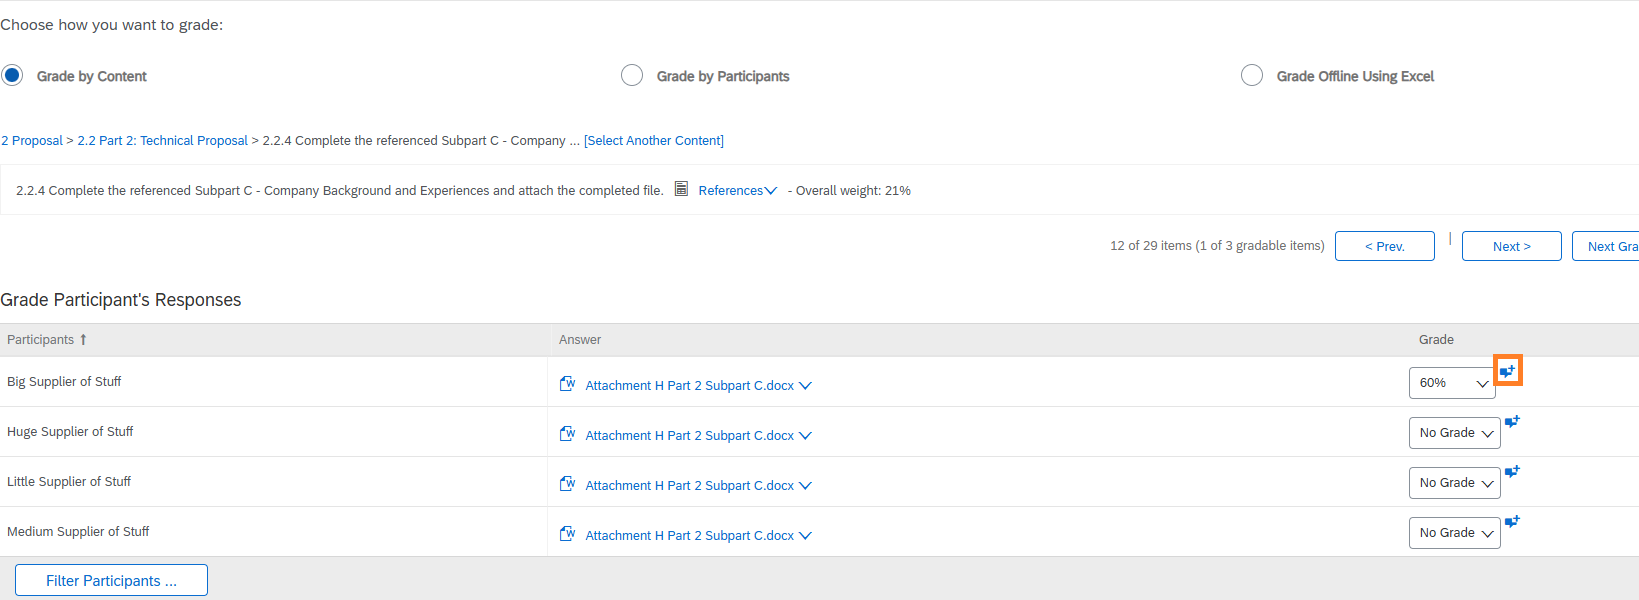 Choose how you want to grade:
Grade by Content Grade by Participants Grade Offline Using Excel
2 Proposal > 2.2 Part 2: Technical Proposal > 2.2.4 Complete the referenced Subpart C - Company ... [Select Another Content]
2.2.4 Complete the referenced Subpart C - Company Background and Experiences and attach the completed file. References - Overall weight: 21%
12 of 29 items (1 of 3 gradable items) < Prev. | Next > Next Gra
Grade Participant's Responses
Participants ↑ Answer Grade
Big Supplier of Stuff Attachment H Part 2 Subpart C.docx 60%
Huge Supplier of Stuff Attachment H Part 2 Subpart C.docx No Grade
Little Supplier of Stuff Attachment H Part 2 Subpart C.docx No Grade
Medium Supplier of Stuff Attachment H Part 2 Subpart C.docx No Grade
Filter Participants ...